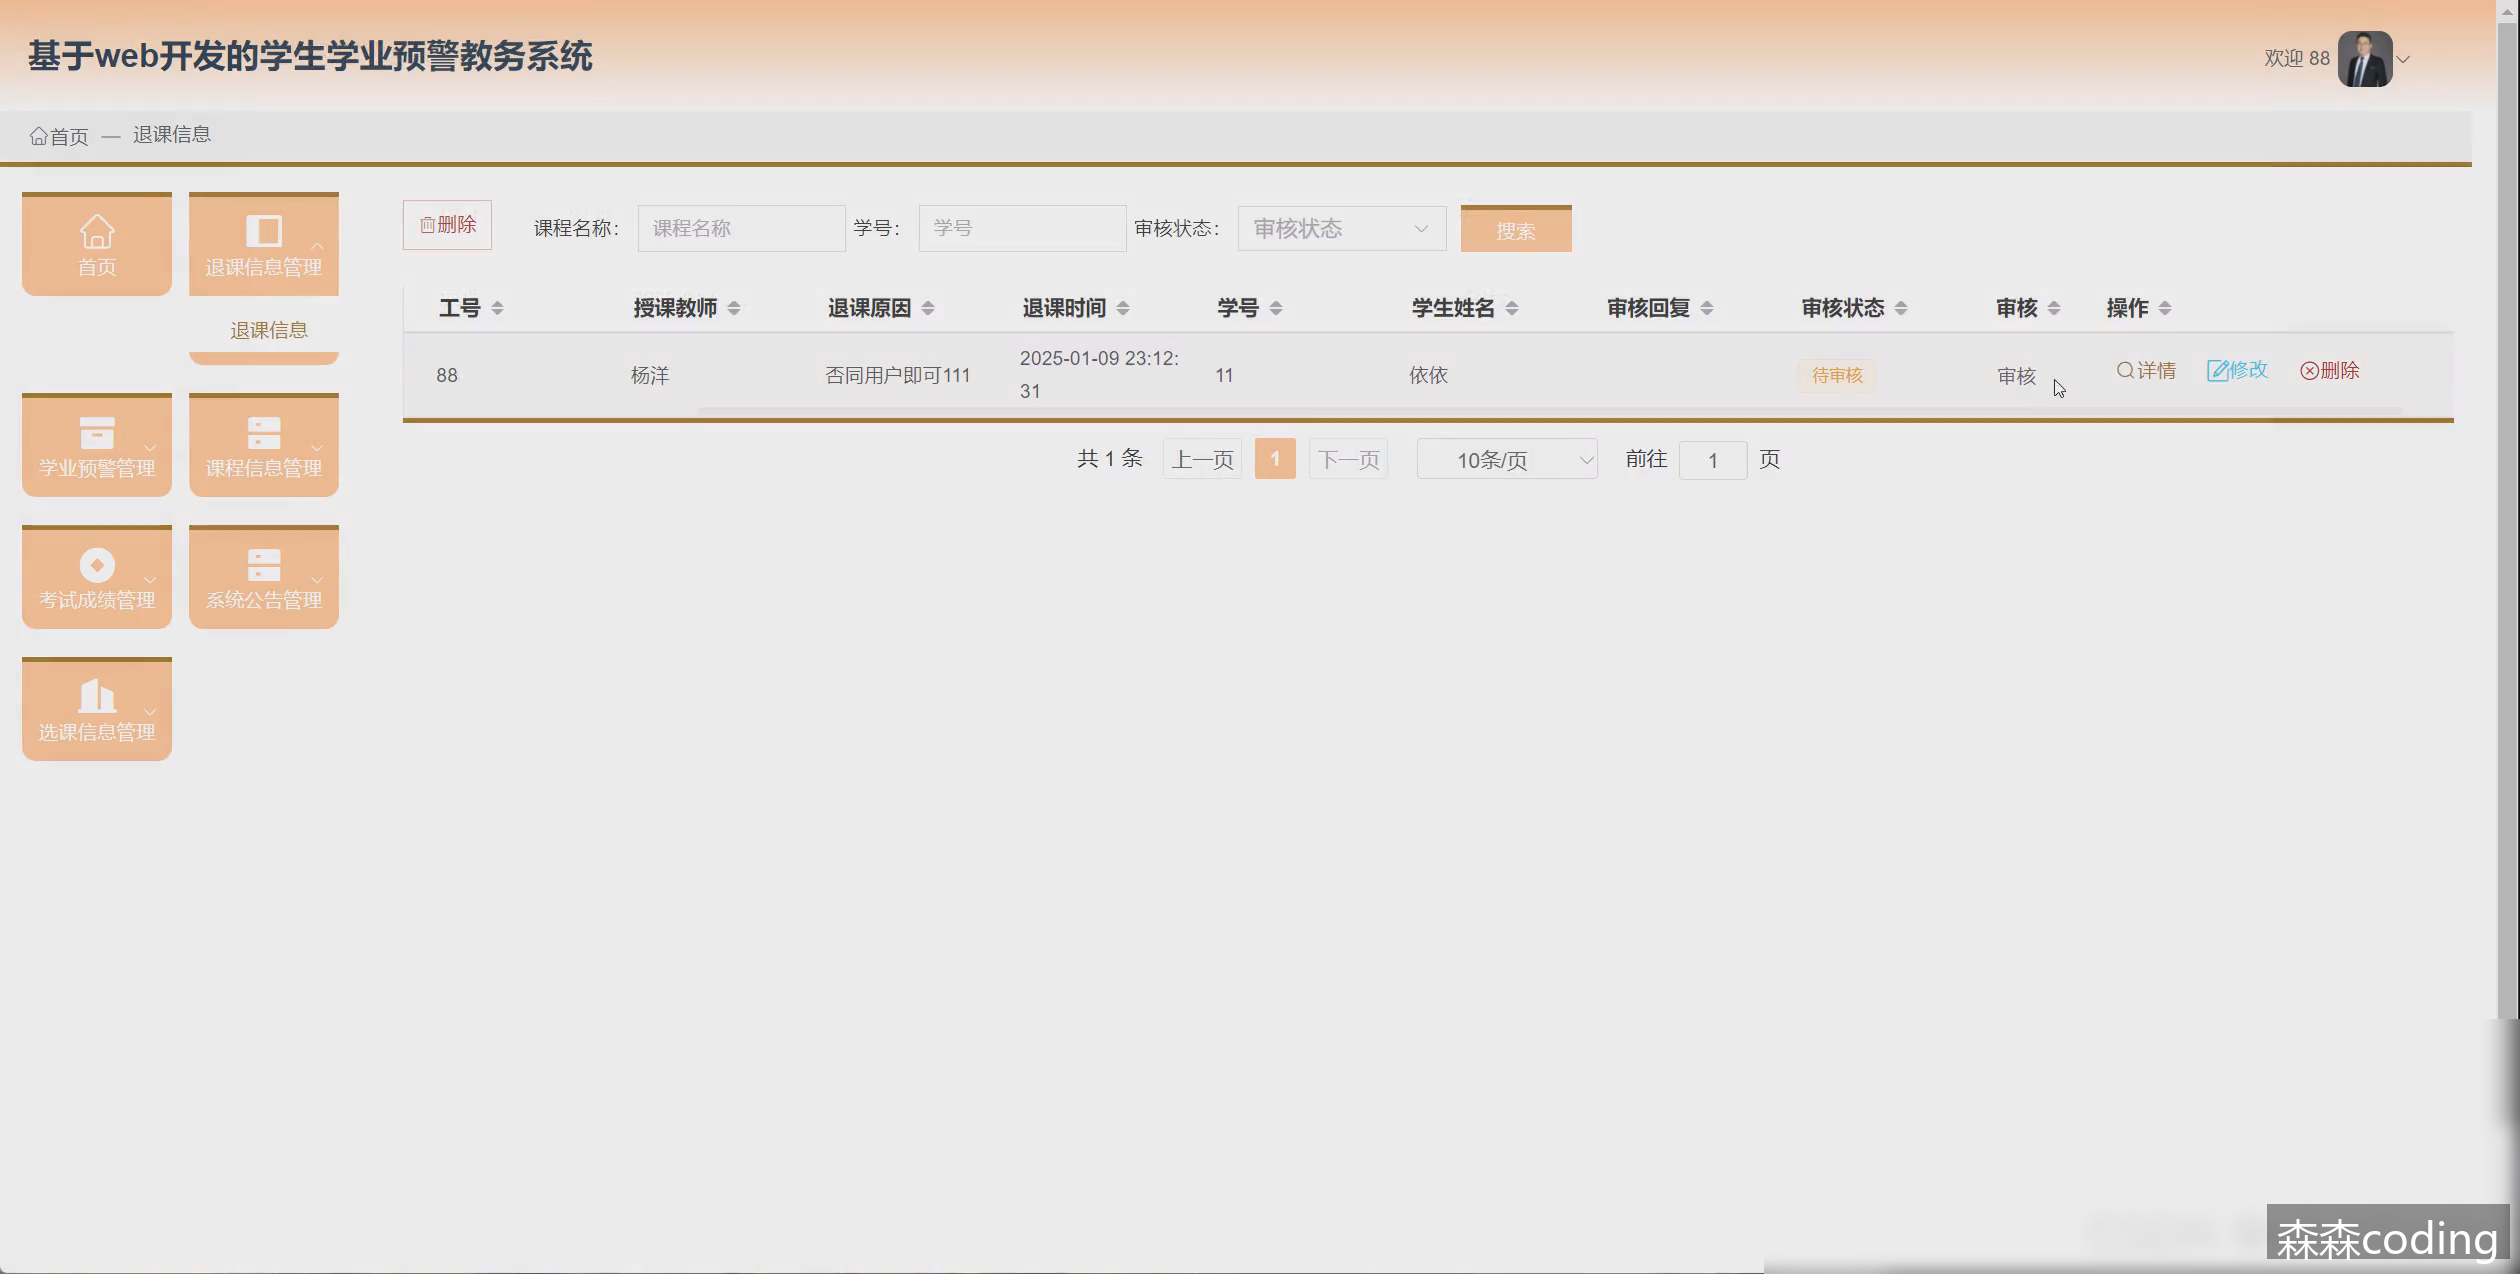 基于web开发的学生学业预警教务系统
欢迎 88
首页 — 退课信息
首页
退课信息管理
退课信息
学业预警管理
课程信息管理
考试成绩管理
系统公告管理
选课信息管理
删除 课程名称： 课程名称 学号： 学号 审核状态： 审核状态 搜索
工号 授课教师 退课原因 退课时间 学号 学生姓名 审核回复 审核状态 审核 操作
88 杨洋 否同用户即可111 2025-01-09 23:12:31 11 依依 待审核 审核 详情 修改 删除
共 1 条 上一页 1 下一页 10条/页 前往 1 页
森森coding